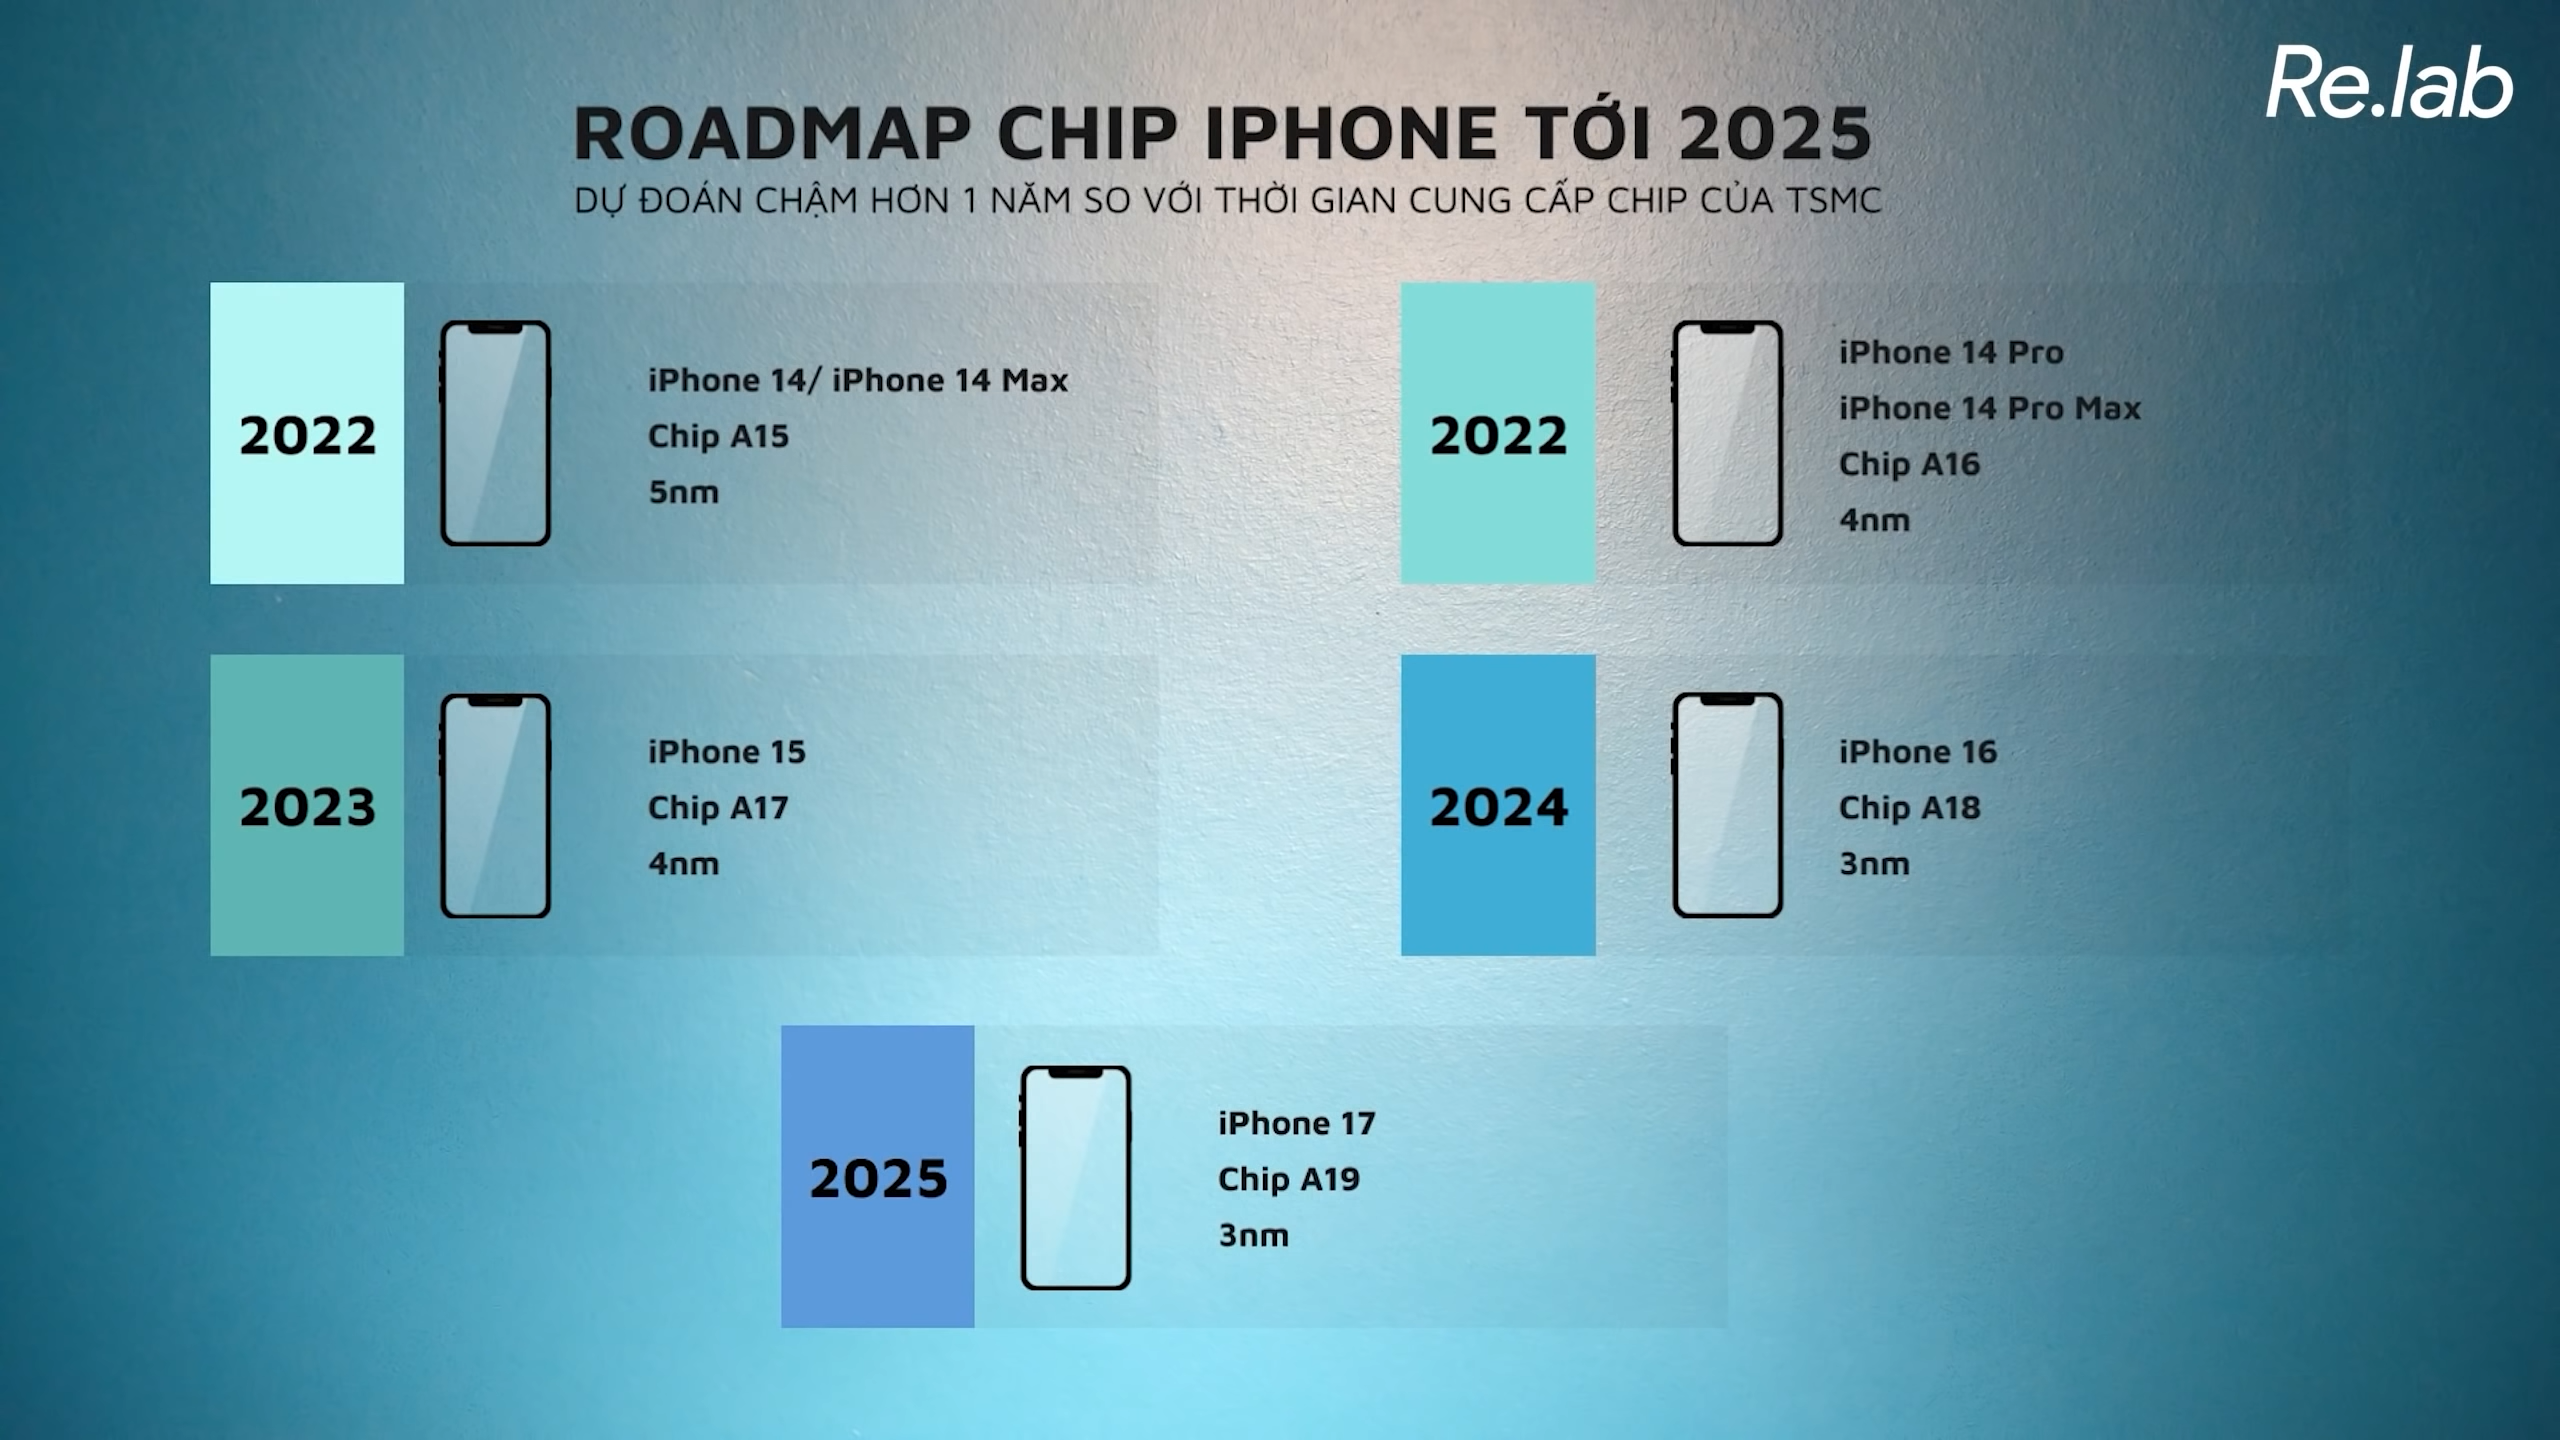 Re.lab
ROADMAP CHIP IPHONE TỚI 2025
DỰ ĐOÁN CHẬM HƠN 1 NĂM SO VỚI THỜI GIAN CUNG CẤP CHIP CỦA TSMC
2022
iPhone 14/ iPhone 14 Max
Chip A15
5nm
2022
iPhone 14 Pro
iPhone 14 Pro Max
Chip A16
4nm
2023
iPhone 15
Chip A17
4nm
2024
iPhone 16
Chip A18
3nm
2025
iPhone 17
Chip A19
3nm